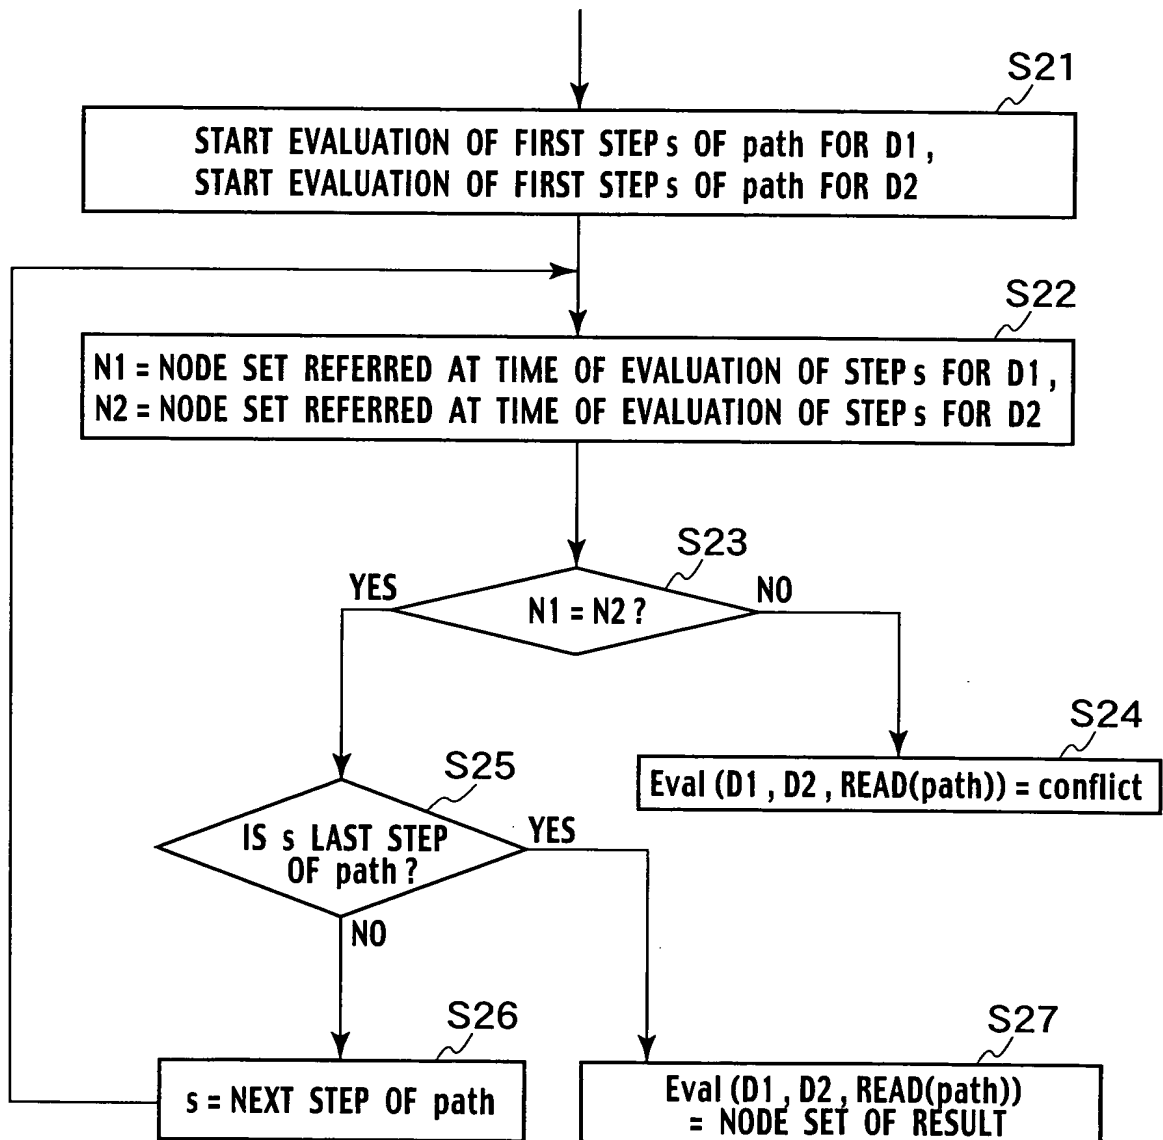 S21
START EVALUATION OF FIRST STEP s OF path FOR D1,
START EVALUATION OF FIRST STEP s OF path FOR D2
S22
N1 = NODE SET REFERRED AT TIME OF EVALUATION OF STEP s FOR D1,
N2 = NODE SET REFERRED AT TIME OF EVALUATION OF STEP s FOR D2
S23
YES
NO
N1 = N2 ?
S24
Eval (D1 , D2 , READ(path)) = conflict
S25
YES
IS s LAST STEP
OF path ?
NO
S26
s = NEXT STEP OF path
S27
Eval (D1 , D2 , READ(path))
= NODE SET OF RESULT